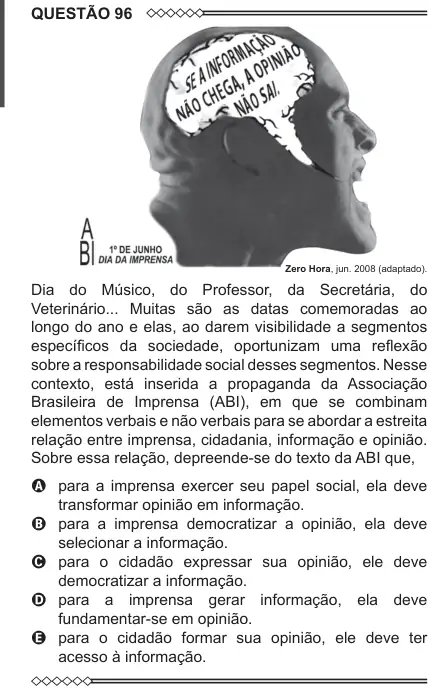 QUESTÃO 96
SE A INFORMAÇÃO
NÃO CHEGA, A OPINIÃO
NÃO SAI.
A
BI
1º DE JUNHO
DIA DA IMPRENSA
Zero Hora, jun. 2008 (adaptado).
Dia do Músico, do Professor, da Secretária, do
Veterinário... Muitas são as datas comemoradas ao
longo do ano e elas, ao darem visibilidade a segmentos
específicos da sociedade, oportunizam uma reflexão
sobre a responsabilidade social desses segmentos. Nesse
contexto, está inserida a propaganda da Associação
Brasileira de Imprensa (ABI), em que se combinam
elementos verbais e não verbais para se abordar a estreita
relação entre imprensa, cidadania, informação e opinião.
Sobre essa relação, depreende-se do texto da ABI que,
A para a imprensa exercer seu papel social, ela deve
transformar opinião em informação.
B para a imprensa democratizar a opinião, ela deve
selecionar a informação.
C para o cidadão expressar sua opinião, ele deve
democratizar a informação.
D para a imprensa gerar informação, ela deve
fundamentar-se em opinião.
E para o cidadão formar sua opinião, ele deve ter
acesso à informação.